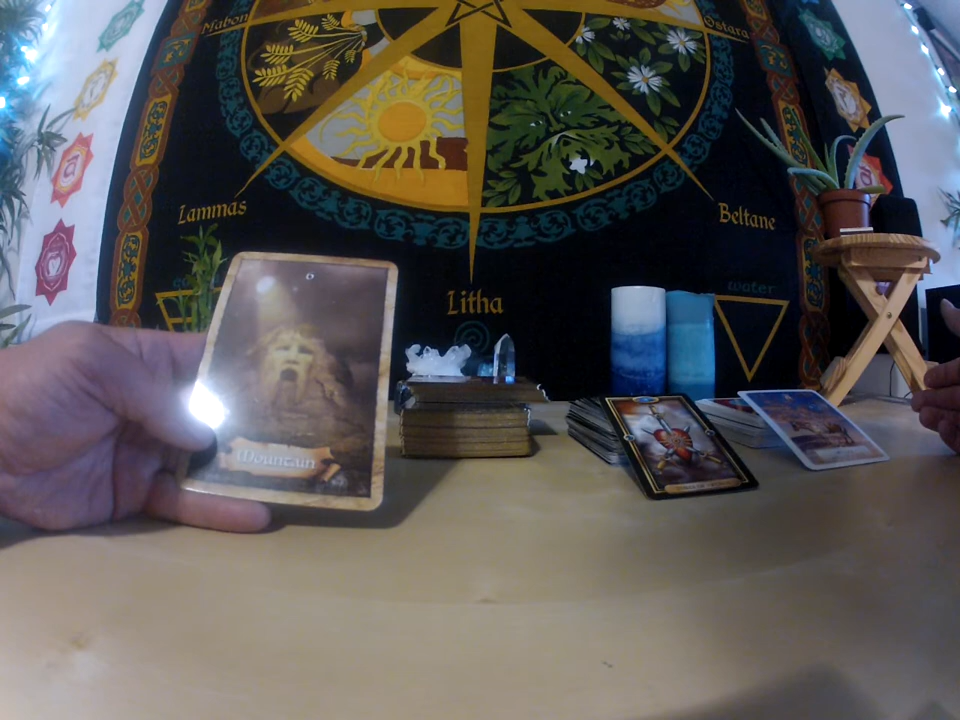 Mabon
Ostara
Lammas
Beltane
Litha
water
Mountain